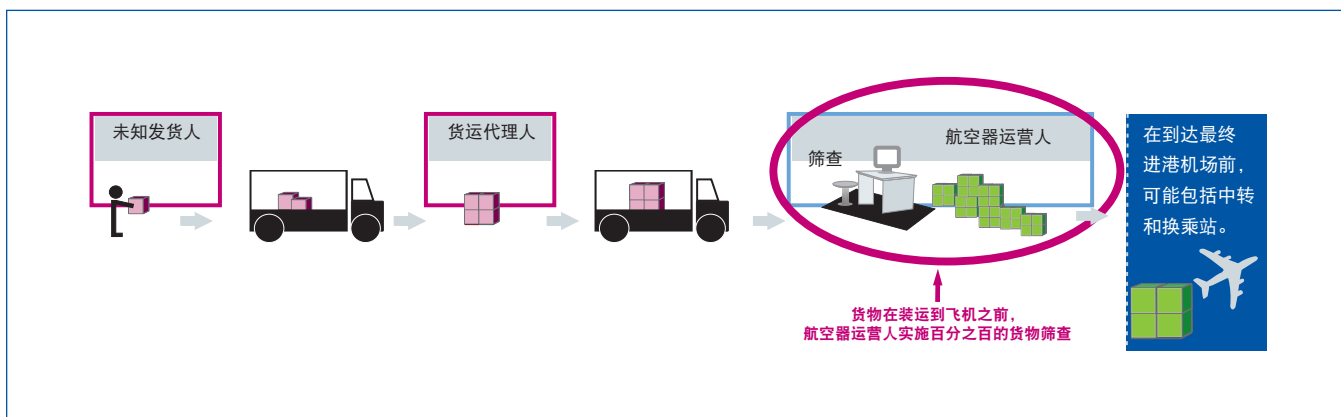 未知发货人
货运代理人
航空器运营人
筛查
在到达最终
进港机场前，
可能包括中转
和换乘站。
货物在装运到飞机之前，
航空器运营人实施百分之百的货物筛查